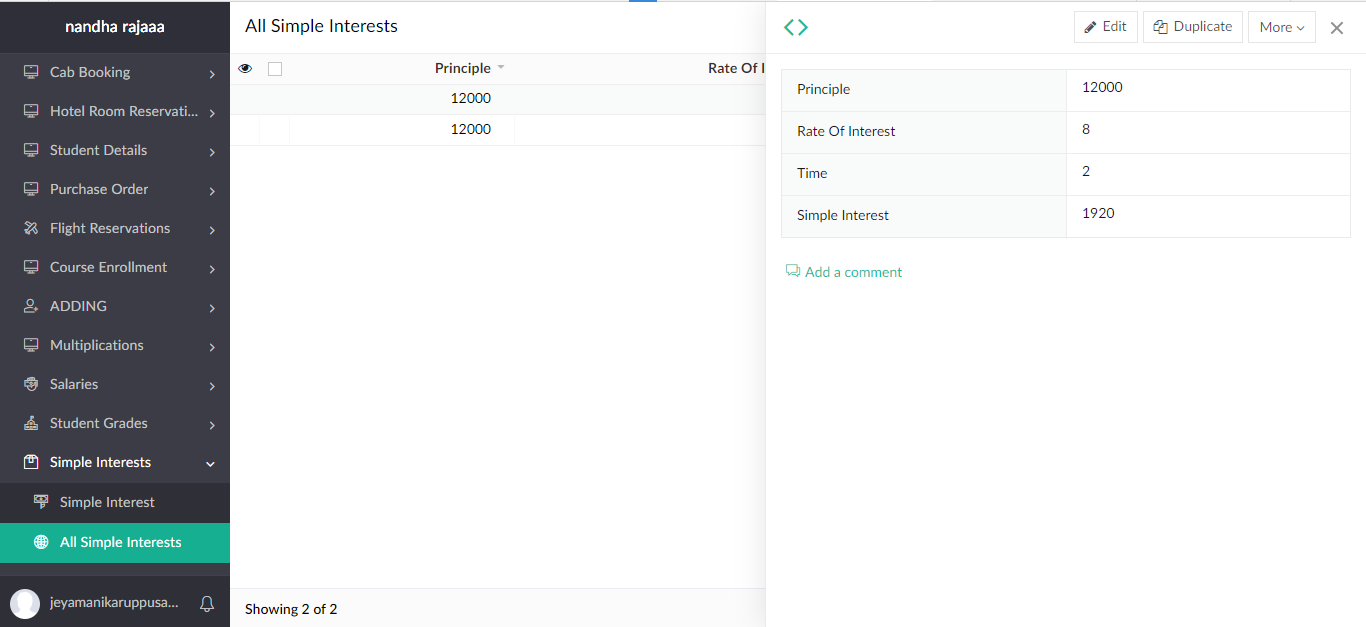 nandha rajaaa
Cab Booking
Hotel Room Reservati...
Student Details
Purchase Order
Flight Reservations
Course Enrollment
ADDING
Multiplications
Salaries
Student Grades
Simple Interests
Simple Interest
All Simple Interests
jeyamanikaruppusa...
All Simple Interests
Principle Rate Of I
12000
12000
Showing 2 of 2
Edit Duplicate More
Principle 12000
Rate Of Interest 8
Time 2
Simple Interest 1920
Add a comment